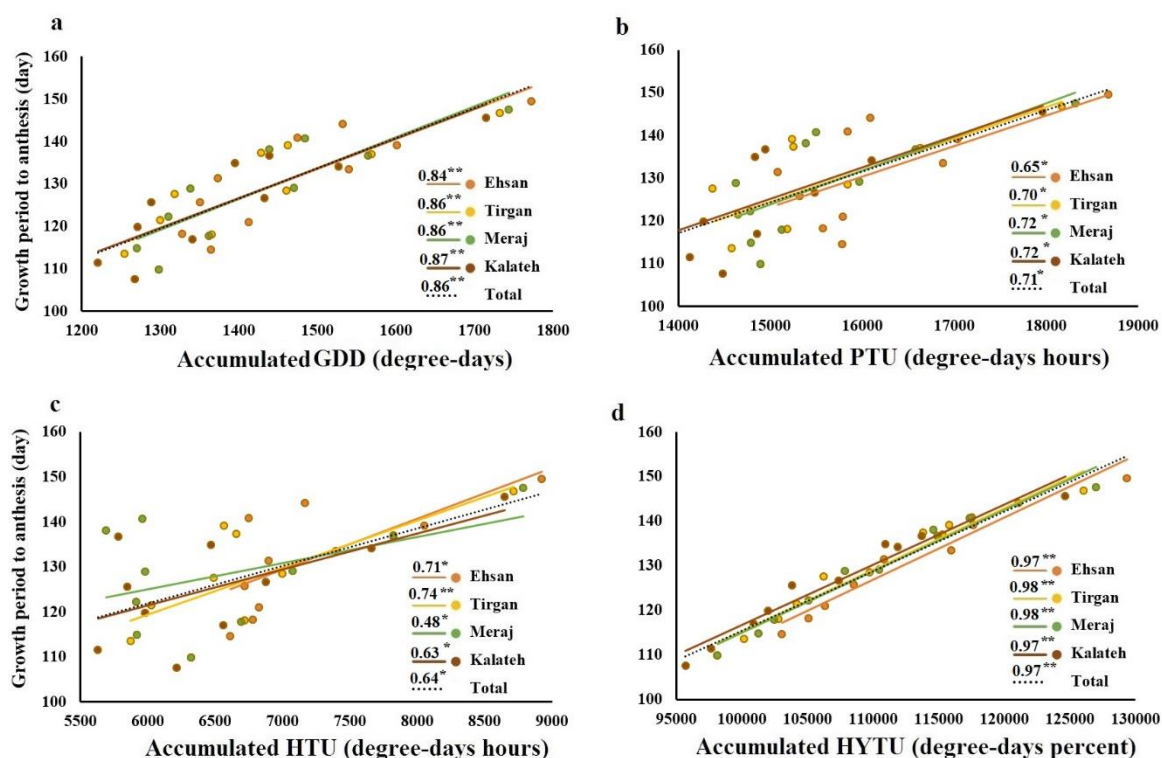 a
Growth period to anthesis (day)
160
150
140
130
120
110
100
1200 1300 1400 1500 1600 1700 1800
Accumulated GDD (degree-days)
0.84** Ehsan
0.86** Tirgan
0.86** Meraj
0.87** Kalateh
0.86** Total
b
160
150
140
130
120
110
100
14000 15000 16000 17000 18000 19000
Accumulated PTU (degree-days hours)
0.65* Ehsan
0.70* Tirgan
0.72* Meraj
0.72* Kalateh
0.71* Total
c
Growth period to anthesis (day)
160
150
140
130
120
110
100
5500 6000 6500 7000 7500 8000 8500 9000
Accumulated HTU (degree-days hours)
0.71* Ehsan
0.74** Tirgan
0.48* Meraj
0.63* Kalateh
0.64* Total
d
160
150
140
130
120
110
100
95000 100000 105000 110000 115000 120000 125000 130000
Accumulated HYTU (degree-days percent)
0.97** Ehsan
0.98** Tirgan
0.98** Meraj
0.97** Kalateh
0.97** Total